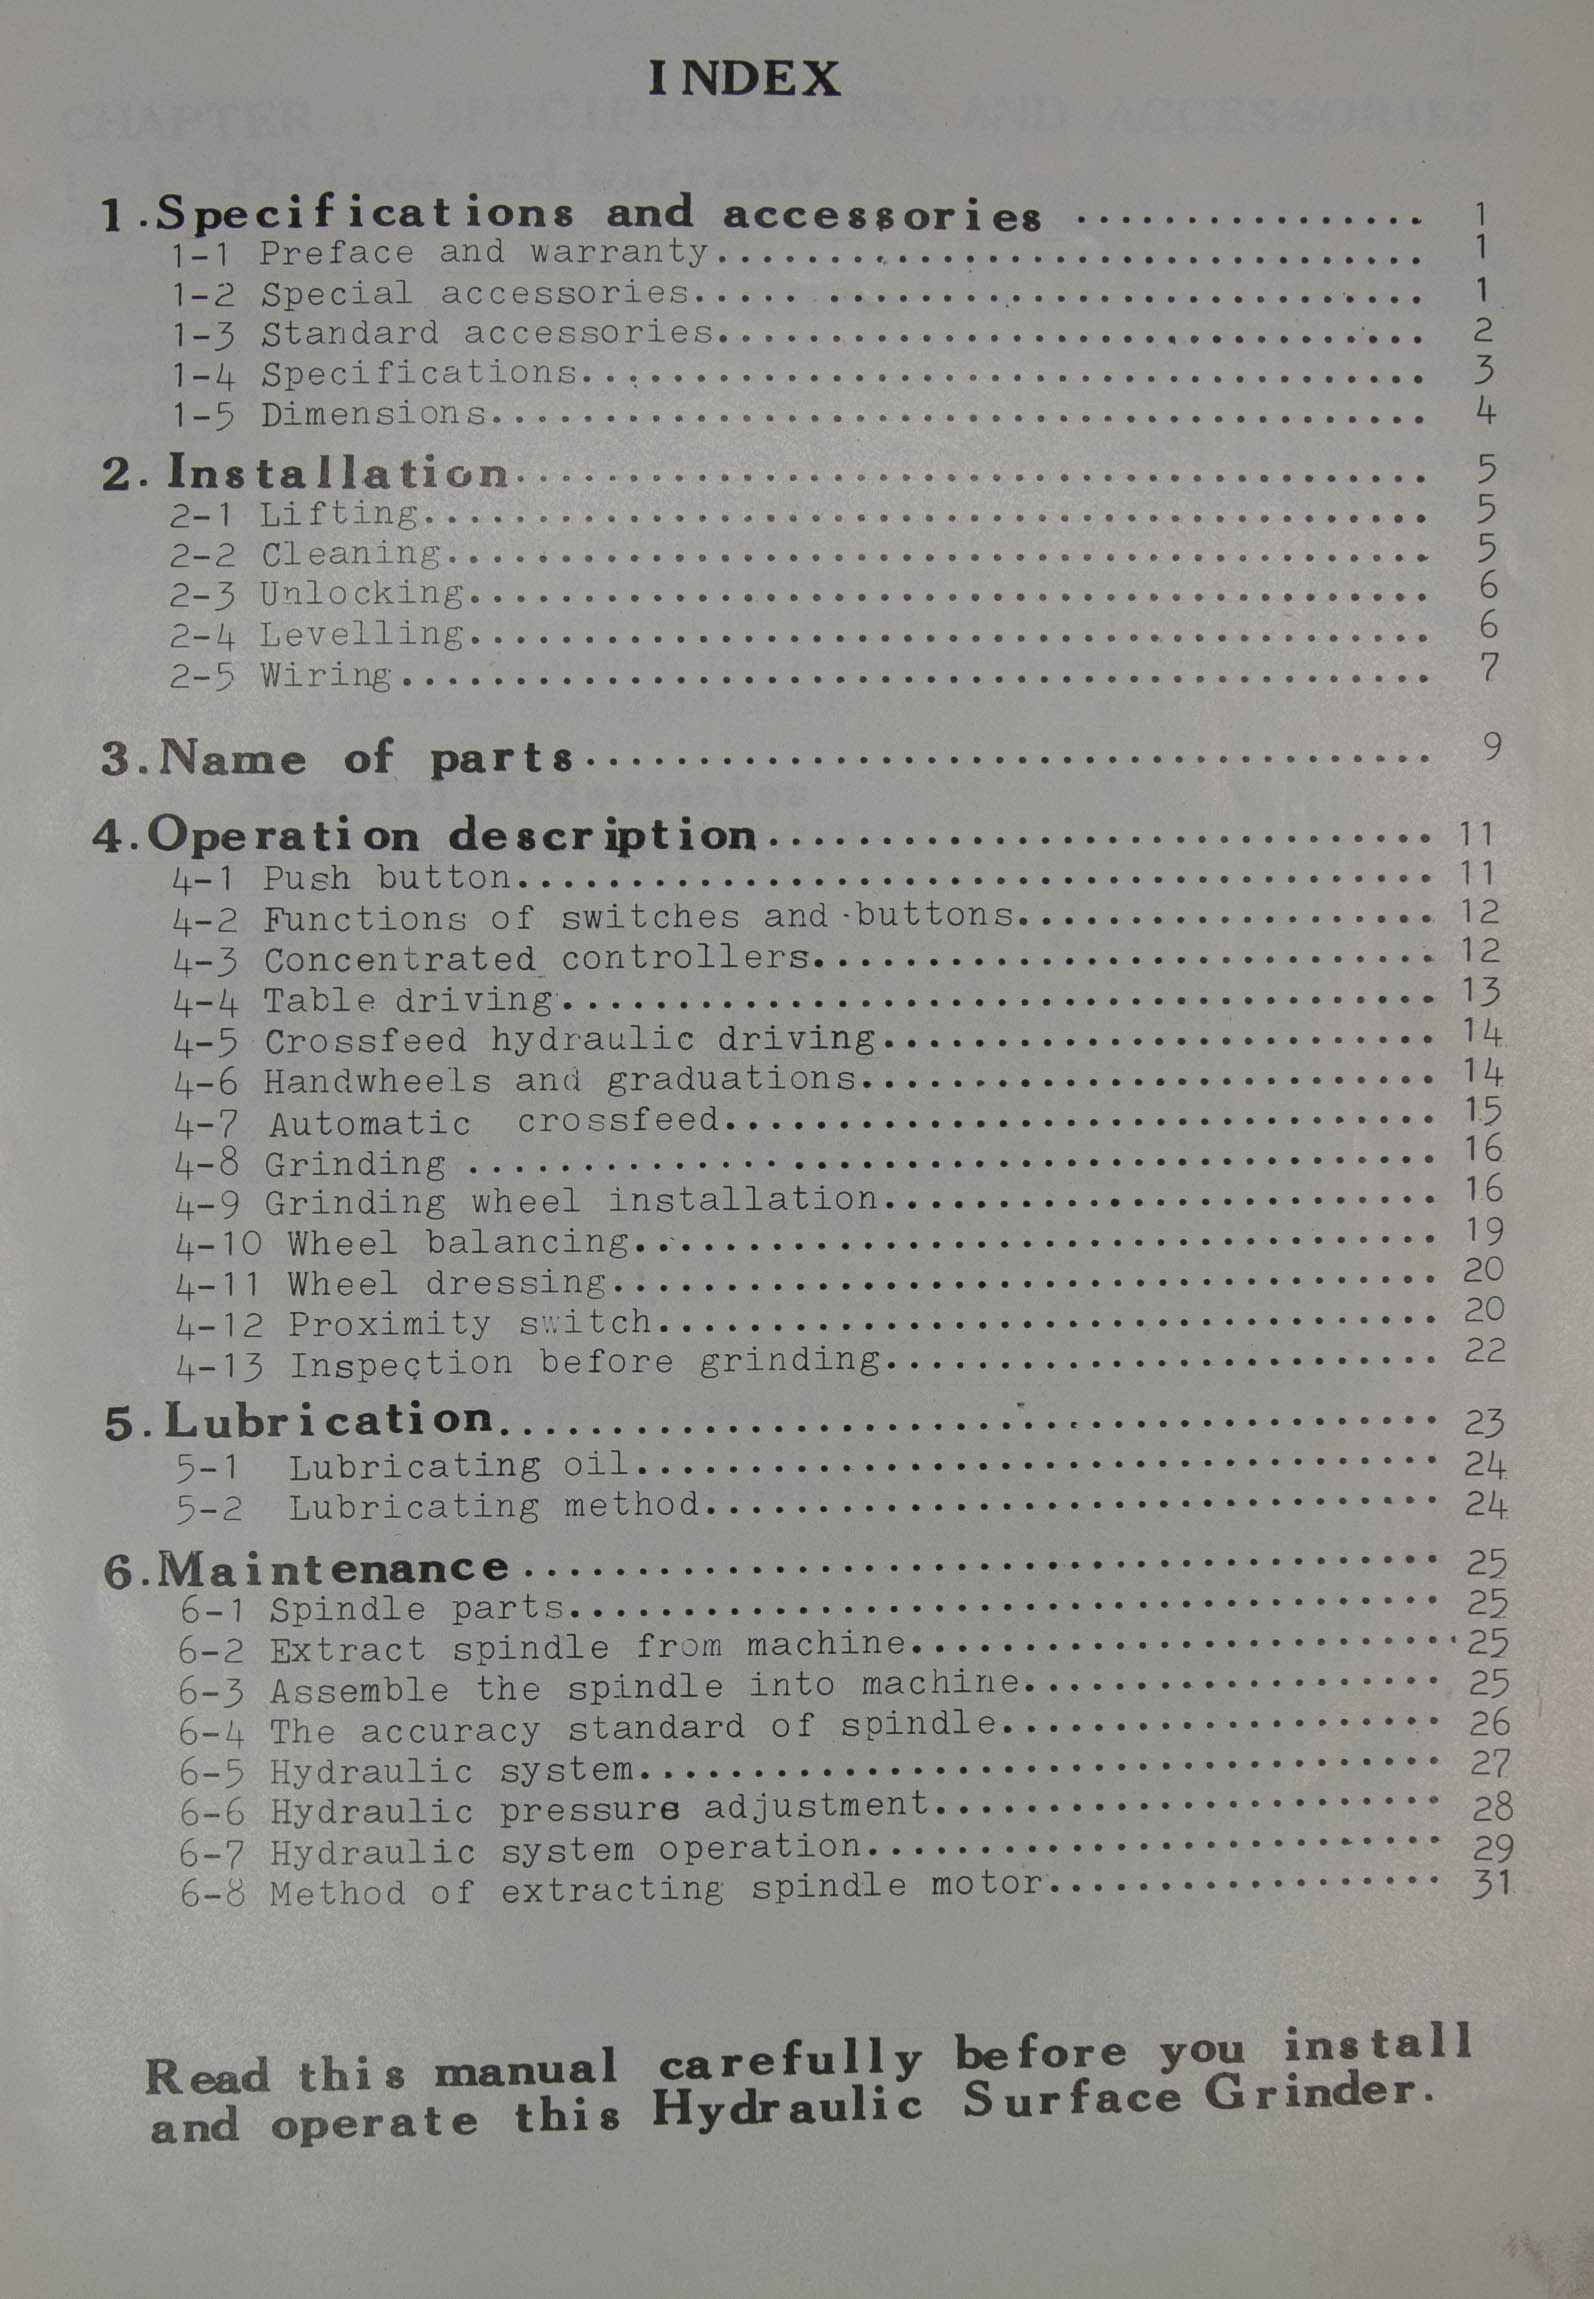 INDEX
1.Specifications and accessories ................ 1
1-1 Preface and warranty................................ 1
1-2 Special accessories................................ 1
1-3 Standard accessories................................ 2
1-4 Specifications..................................... 3
1-5 Dimensions......................................... 4
2. Installation........................................ 5
2-1 Lifting............................................ 5
2-2 Cleaning........................................... 5
2-3 Unlocking.......................................... 6
2-4 Levelling.......................................... 6
2-5 Wiring............................................. 7
3.Name of parts...................................... 9
4.Operation description.............................. 11
4-1 Push button........................................ 11
4-2 Functions of switches and buttons................... 12
4-3 Concentrated controllers............................ 12
4-4 Table driving...................................... 13
4-5 Crossfeed hydraulic driving......................... 14
4-6 Handwheels and graduations.......................... 14
4-7 Automatic crossfeed................................ 15
4-8 Grinding .......................................... 16
4-9 Grinding wheel installation......................... 16
4-10 Wheel balancing................................... 19
4-11 Wheel dressing.................................... 20
4-12 Proximity switch.................................. 20
4-13 Inspection before grinding......................... 22
5.Lubrication........................................ 23
5-1 Lubricating oil.................................... 24
5-2 Lubricating method................................ 24
6.Maintenance........................................ 25
6-1 Spindle parts...................................... 25
6-2 Extract spindle from machine........................ 25
6-3 Assemble the spindle into machine................... 25
6-4 The accuracy standard of spindle.................... 26
6-5 Hydraulic system................................... 27
6-6 Hydraulic pressure adjustment....................... 28
6-7 Hydraulic system operation.......................... 29
6-8 Method of extracting spindle motor.................. 31
Read this manual carefully before you install
and operate this Hydraulic Surface Grinder.